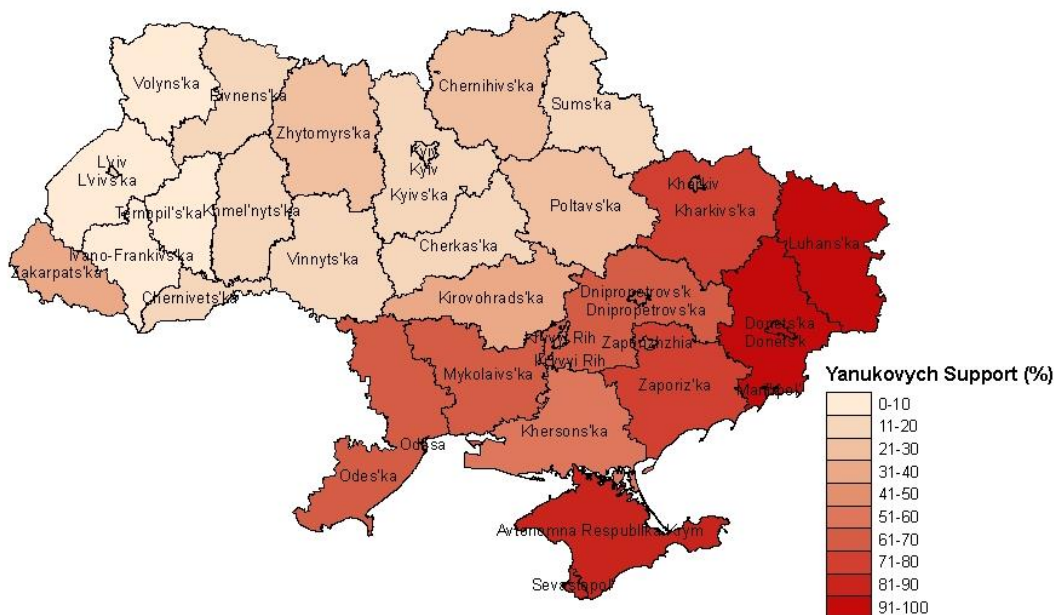 Volyns'ka
Rivnens'ka
Zhytomyrs'ka
Chernihivs'ka
Sums'ka
Kyiv
Kyiv
Kyivs'ka
L'viv
L'vivs'ka
Ternopil's'ka
Khmel'nyts'ka
Ivano-Frankivs'ka
Zakarpats'ka
Chernivets'ka
Vinnyts'ka
Cherkas'ka
Poltavs'ka
Kharkiv
Kharkivs'ka
Luhans'ka
Kirovohrads'ka
Dnipropetrovs'k
Dnipropetrovs'ka
Donets'ka
Donets'k
Kryvyi Rih
Kryvyi Rih
Zaporizhzhia
Zaporiz'ka
Mykolaivs'ka
Mariupol'
Khersons'ka
Odesa
Odes'ka
Avtonomna Respublika Krym
Sevastopol'
Yanukovych Support (%)
0-10
11-20
21-30
31-40
41-50
51-60
61-70
71-80
81-90
91-100